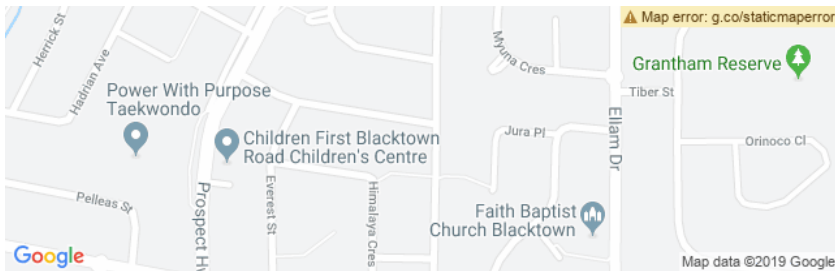 Herrick St
Hadrian Ave
Power With Purpose
Taekwondo
Children First Blacktown
Road Children's Centre
Pelleas St
Prospect Hw
Everest St
Himalaya Cres
Myuna Cres
Jura Pl
Ellam Dr
Faith Baptist
Church Blacktown
Map error: g.co/staticmaperror
Grantham Reserve
Tiber St
Orinoco Cl
Google
Map data ©2019 Google